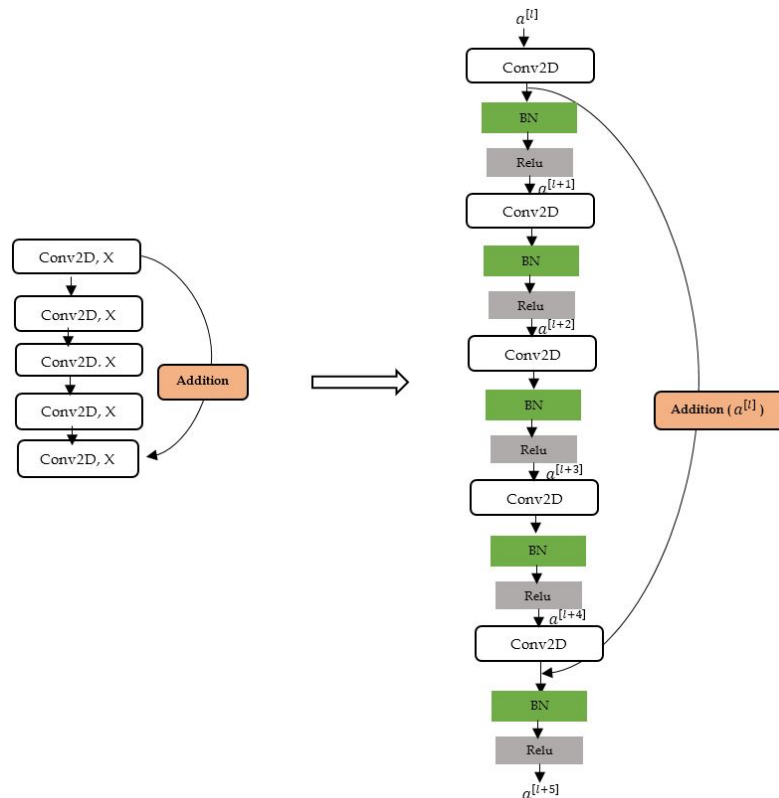 Conv2D, X
Conv2D, X
Conv2D. X
Conv2D, X
Conv2D, X
Addition
a^[l]
Conv2D
BN
Relu
a^[l+1]
Conv2D
BN
Relu
a^[l+2]
Conv2D
BN
Relu
a^[l+3]
Conv2D
BN
Relu
a^[l+4]
Conv2D
BN
Relu
a^[l+5]
Addition ( a^[l] )